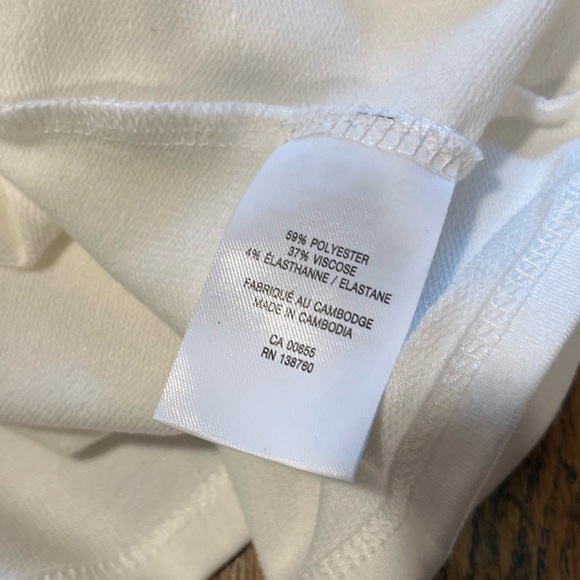 59% POLYESTER
37% VISCOSE
4% ÉLASTHANNE / ELASTANE
FABRIQUÉ AU CAMBODGE
MADE IN CAMBODIA
CA 00655
RN 138760